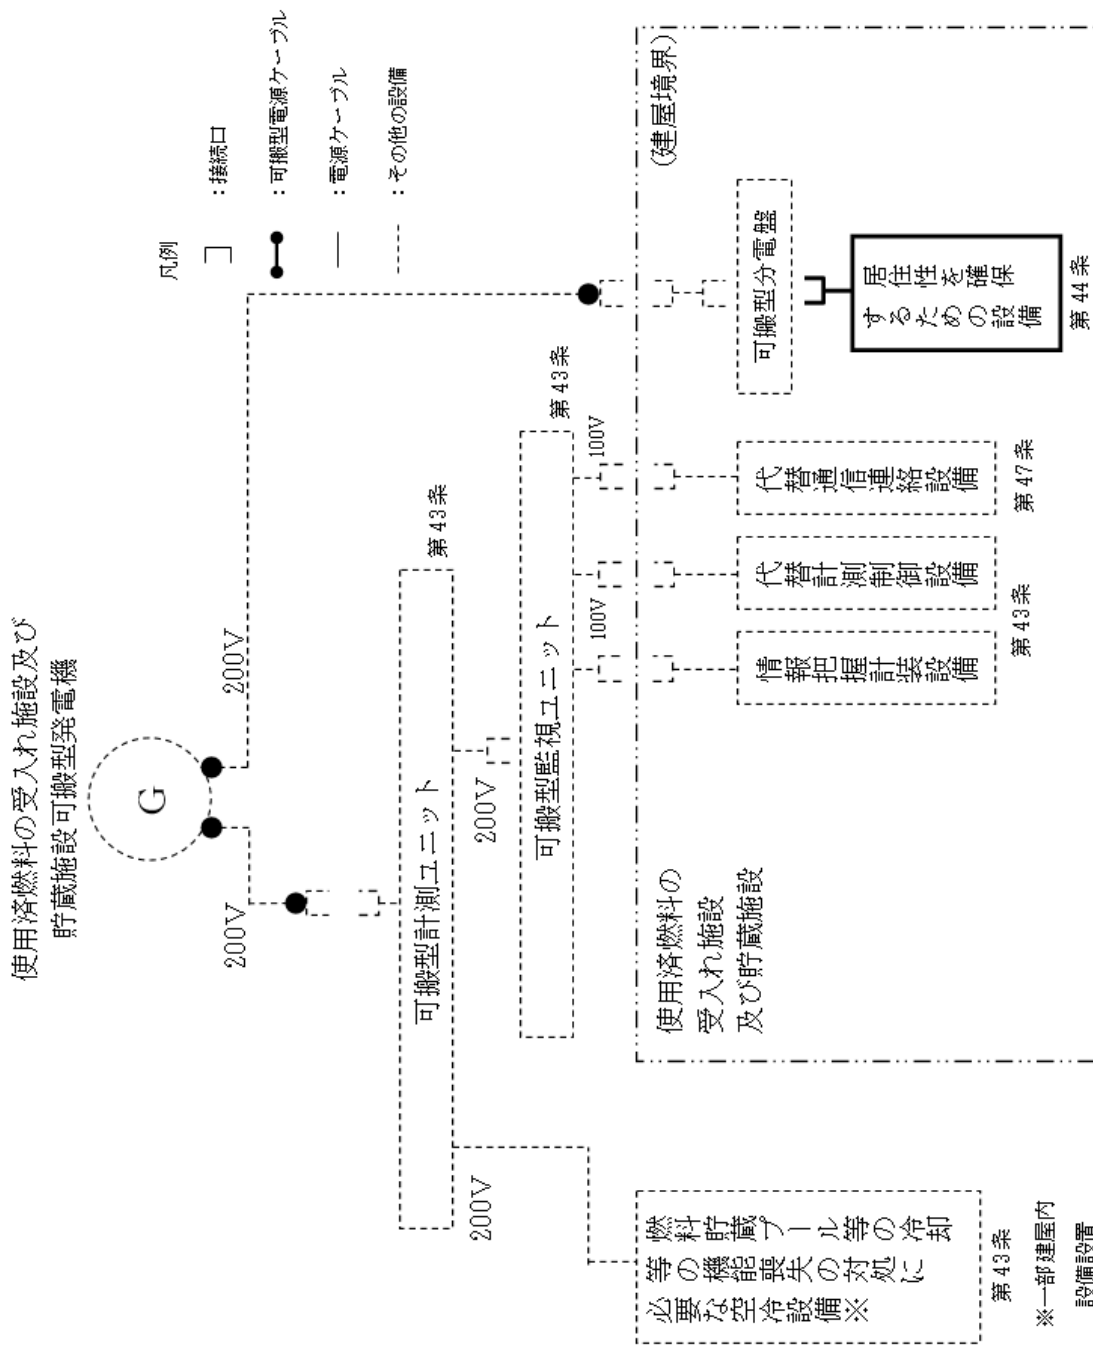 使用済燃料の受入れ施設及び
貯蔵施設可搬型発電機
G
200V
200V
凡例
：接続口
：可搬型電源ケーブル
：電源ケーブル
：その他の設備
可搬型計測ユニット
第43条
200V
200V
可搬型監視ユニット
第43条
100V
100V
燃料貯蔵プール等の冷却
等の機能喪失の対処に
必要な空冷設備※
第43条
※一部建屋内
設備設置
使用済燃料の
受入れ施設
及び貯蔵施設
(建屋境界)
情報把握計装設備
代替計測制御設備
第43条
代替通信連絡設備
第47条
可搬型分電盤
居住性を確保
するための設備
第44条